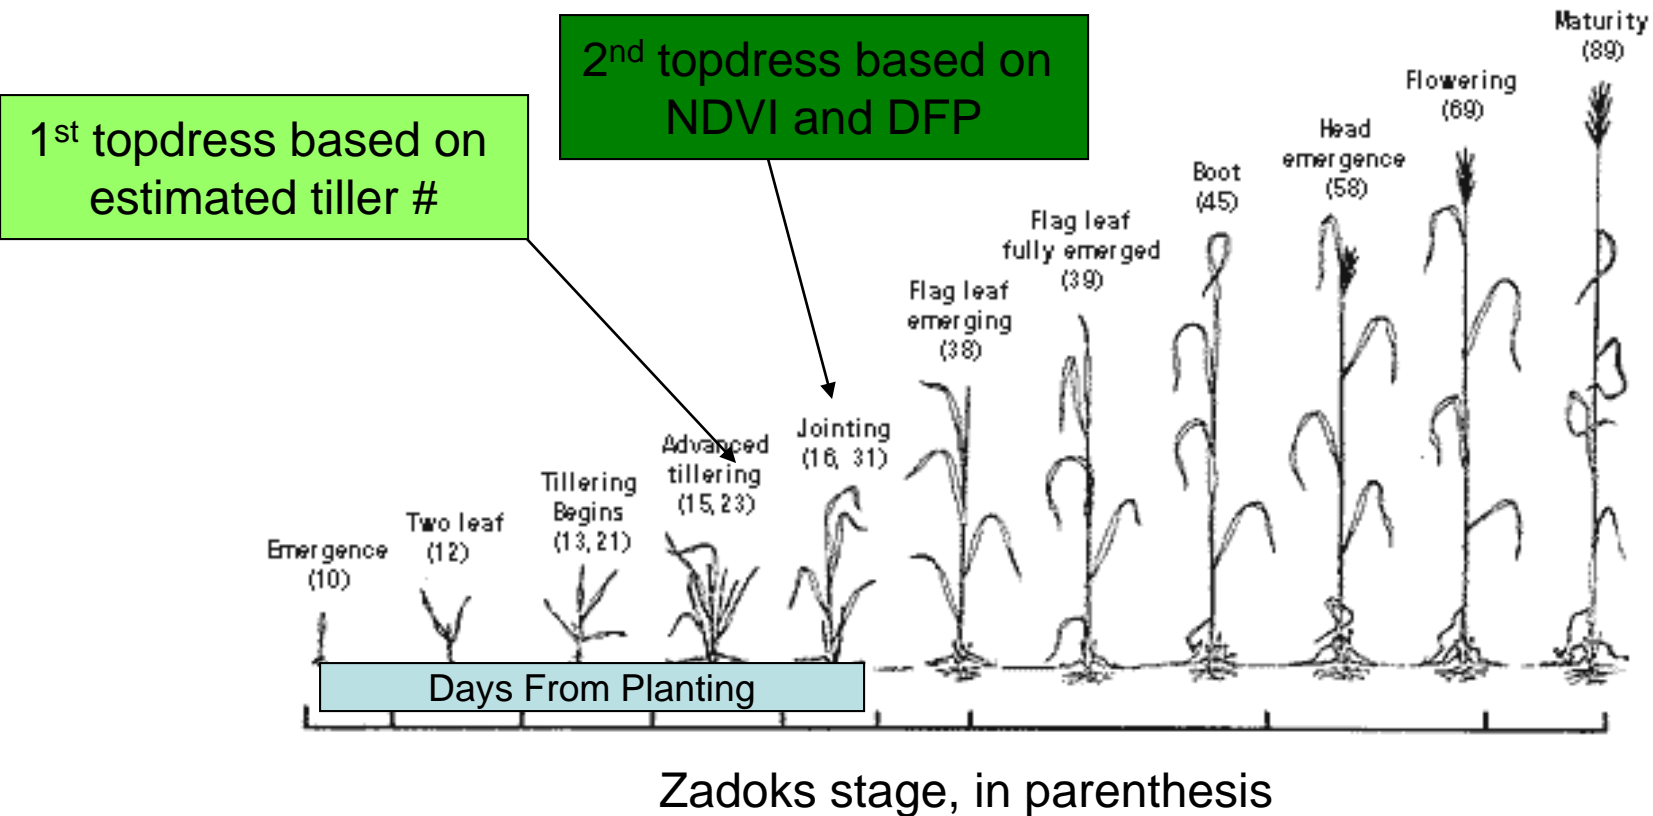 1st topdress based on
estimated tiller #
2nd topdress based on
NDVI and DFP
Emergence
(10)
Two leaf
(12)
Tillering
Begins
(13, 21)
Advanced
tillering
(15, 23)
Jointing
(16, 31)
Flag leaf
emerging
(38)
Flag leaf
fully emerged
(39)
Boot
(45)
Head
emergence
(58)
Flowering
(69)
Maturity
(89)
Days From Planting
Zadoks stage, in parenthesis